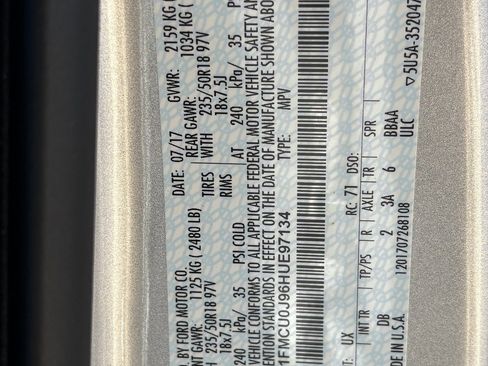 D. BY FORD MOTOR CO. DATE: 07/17 GVWR: 2159 KG (
ONT GAWR: 1125 KG ( 2480 LB) REAR GAWR: 1034 KG (
H 235/50R18 97V TIRES WITH 235/50R18 97V
18x7.5J RIMS 18x7.5J
kPa/ 35 PSI COLD AT 240 kPa/ 35 P
VEHICLE CONFORMS TO ALL APPLICABLE FEDERAL MOTOR VEHICLE SAFETY A
ENTION STANDARDS IN EFFECT ON THE DATE OF MANUFACTURE SHOWN ABO
1FMCU0J96HUE97134 TYPE: MPV
T: UX RC: 71 DSO:
INT TR TP/PS R AXLE TR SPR
DB 2 3A 6 BBAA
MADE IN U.S.A. 1201707268108 ULC
▽5U5A-35204